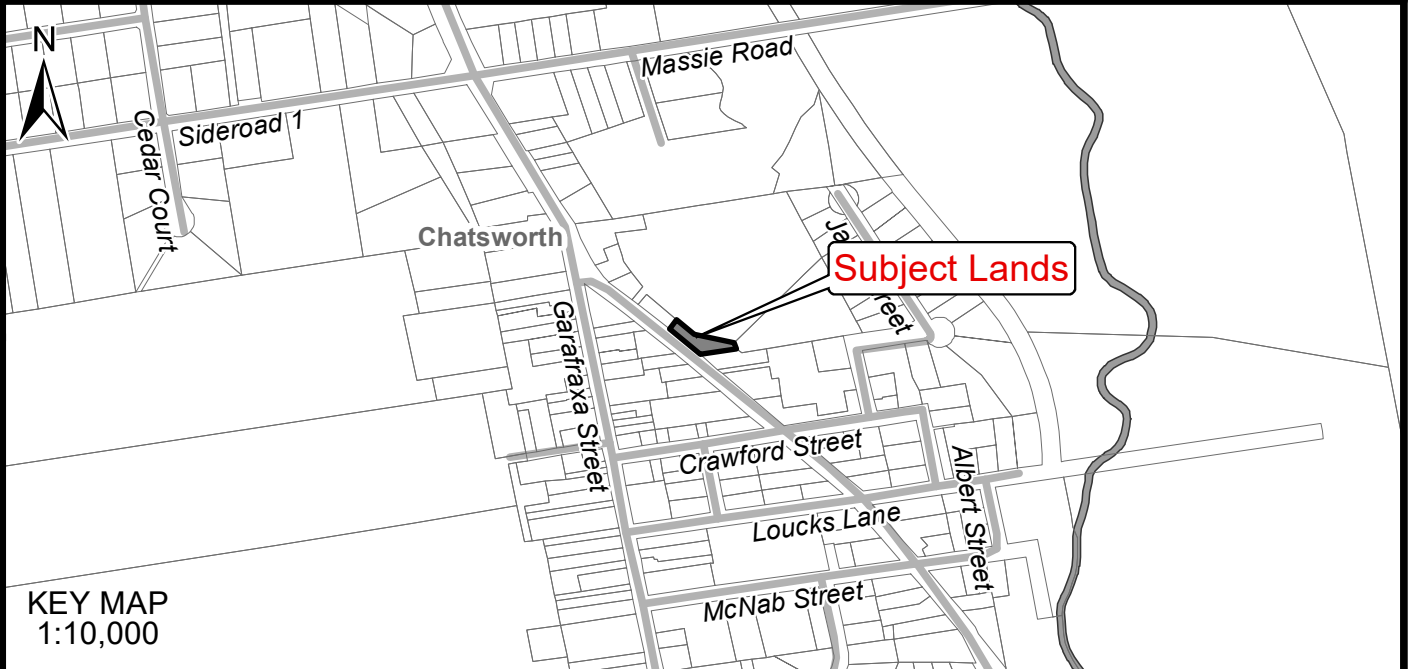 N
Massie Road
Sideroad 1
Cedar Court
Chatsworth
Subject Lands
Garafraxa Street
Crawford Street
Albert Street
Loucks Lane
McNab Street
KEY MAP
1:10,000